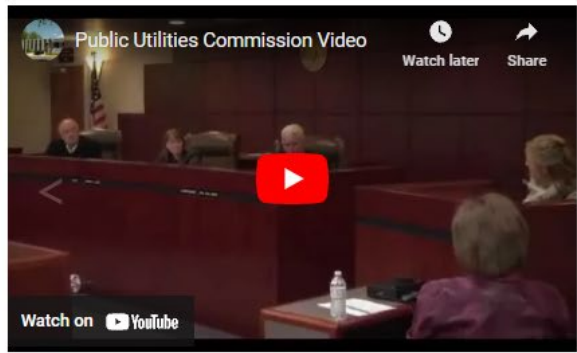 Public Utilities Commission Video
Watch later
Share
Watch on YouTube